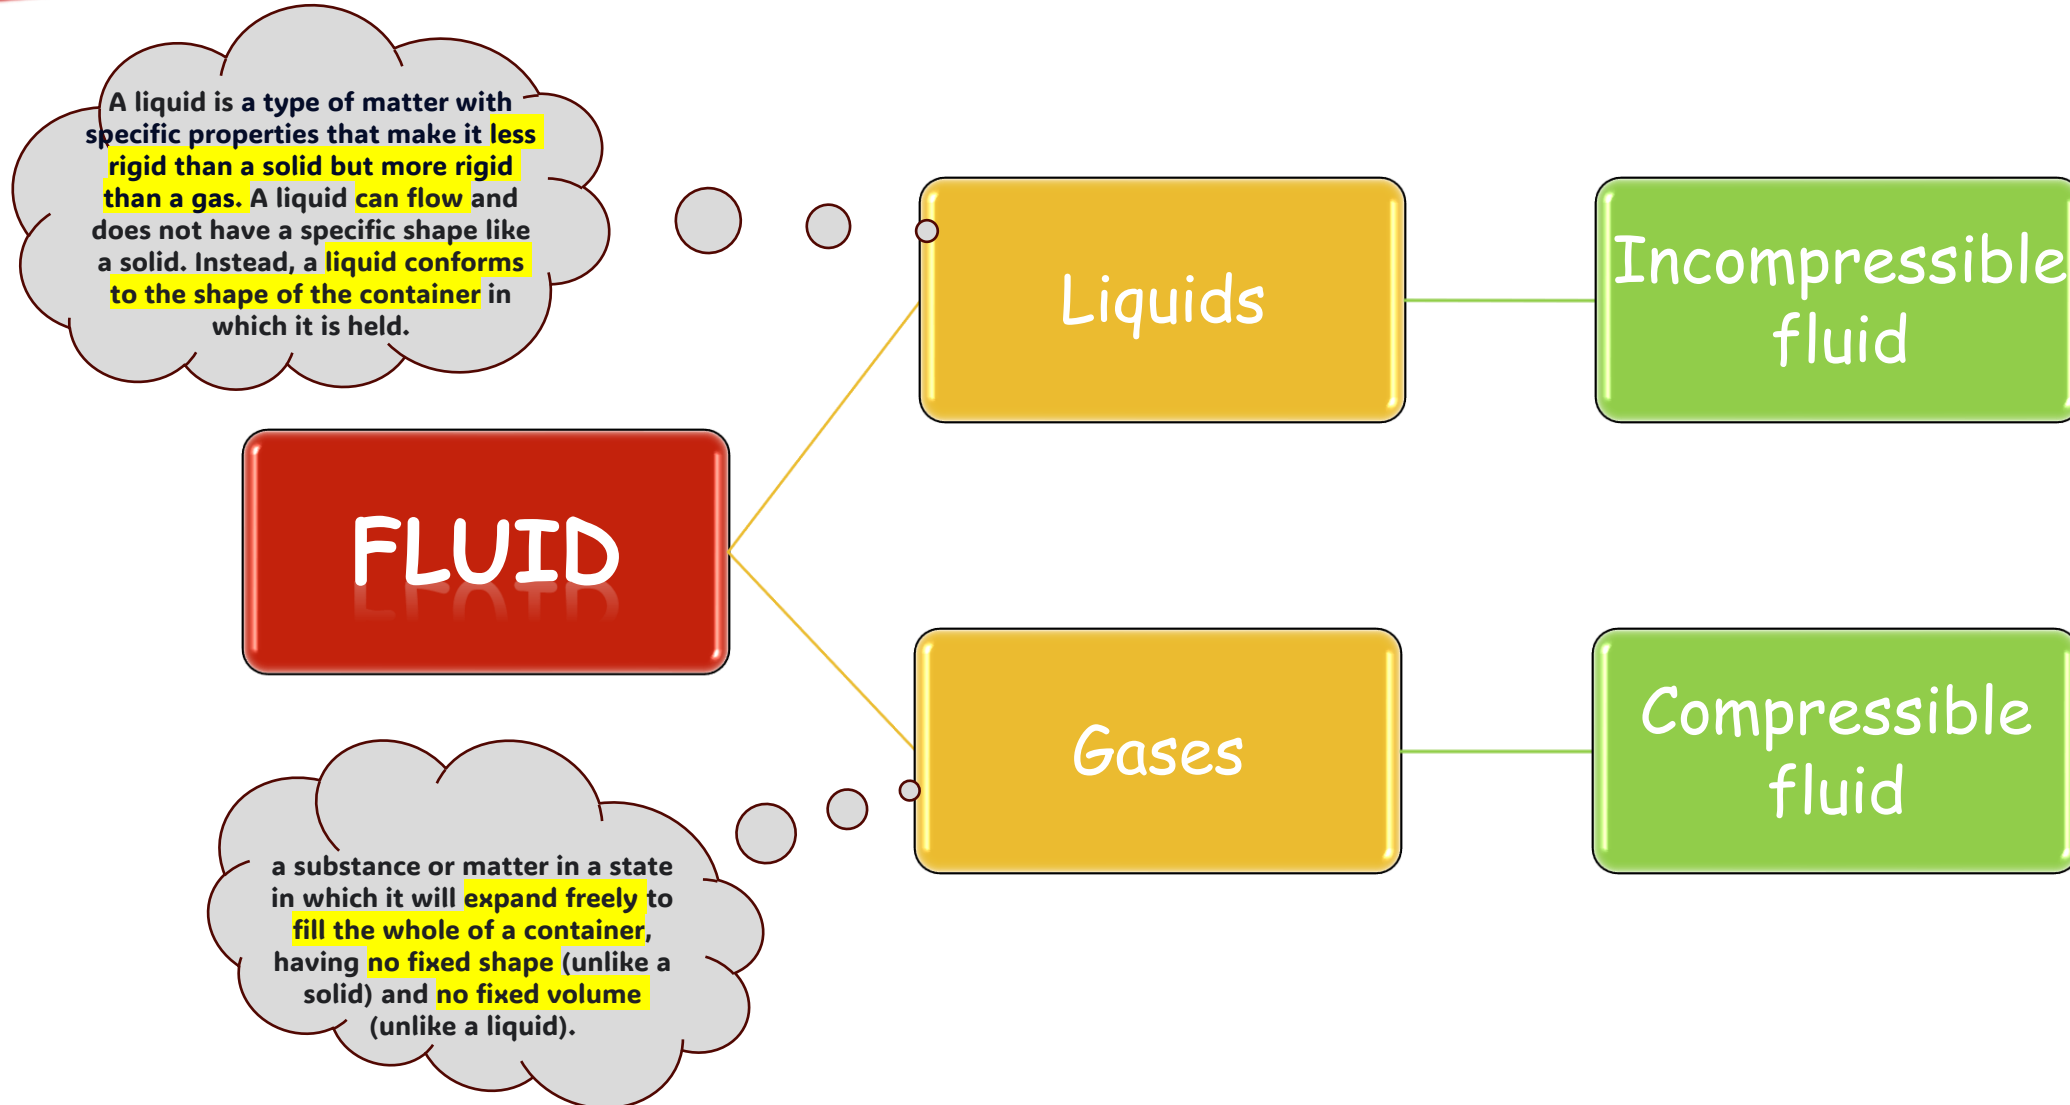 A liquid is a type of matter with
specific properties that make it less
rigid than a solid but more rigid
than a gas. A liquid can flow and
does not have a specific shape like
a solid. Instead, a liquid conforms
to the shape of the container in
which it is held.
Liquids
Incompressible
fluid
FLUID
Gases
Compressible
fluid
a substance or matter in a state
in which it will expand freely to
fill the whole of a container,
having no fixed shape (unlike a
solid) and no fixed volume
(unlike a liquid).